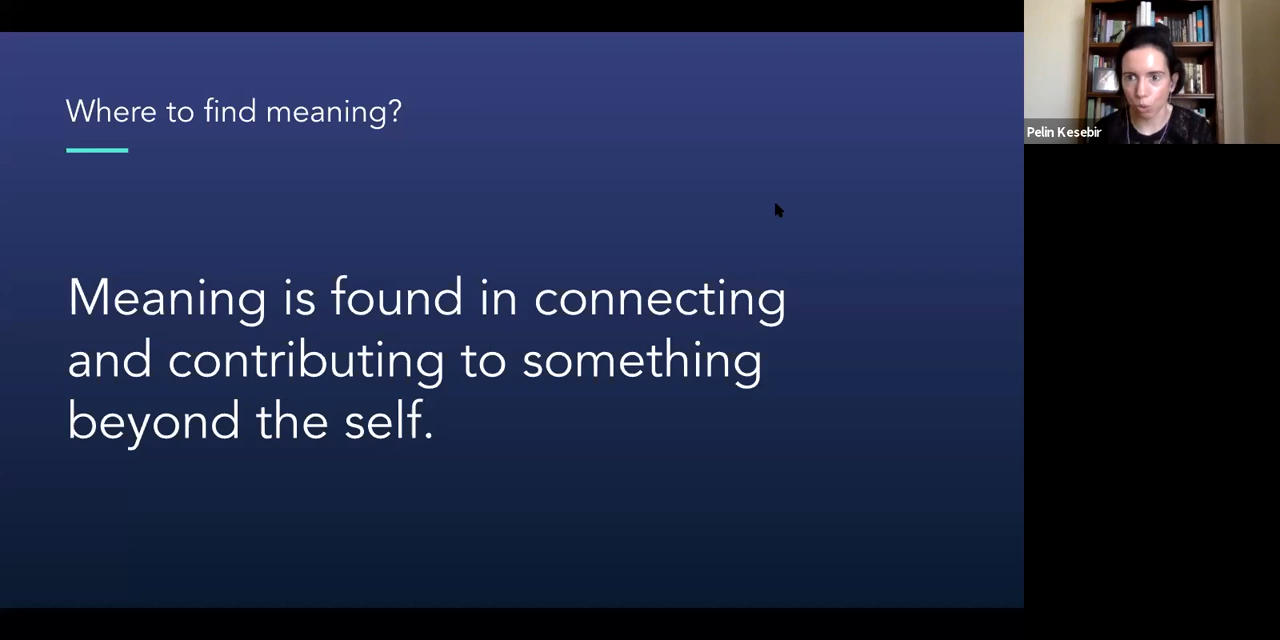 Where to find meaning?
Pelin Kesebir
Meaning is found in connecting
and contributing to something
beyond the self.